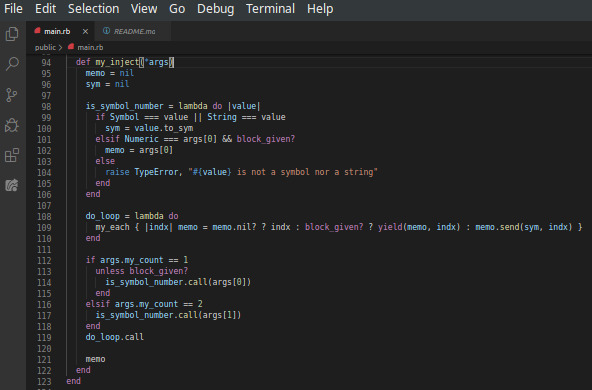 File Edit Selection View Go Debug Terminal Help
main.rb × README.md
public > main.rb
94 def my_inject(*args)
95 memo = nil
96 sym = nil
97
98 is_symbol_number = lambda do |value|
99 if Symbol === value || String === value
100 sym = value.to_sym
101 elsif Numeric === args[0] && block_given?
102 memo = args[0]
103 else
104 raise TypeError, "#{value} is not a symbol nor a string"
105 end
106 end
107
108 do_loop = lambda do
109 my_each { |indx| memo = memo.nil? ? indx : block_given? ? yield(memo, indx) : memo.send(sym, indx) }
110 end
111
112 if args.my_count == 1
113 unless block_given?
114 is_symbol_number.call(args[0])
115 end
116 elsif args.my_count == 2
117 is_symbol_number.call(args[1])
118 end
119 do_loop.call
120
121 memo
122 end
123 end